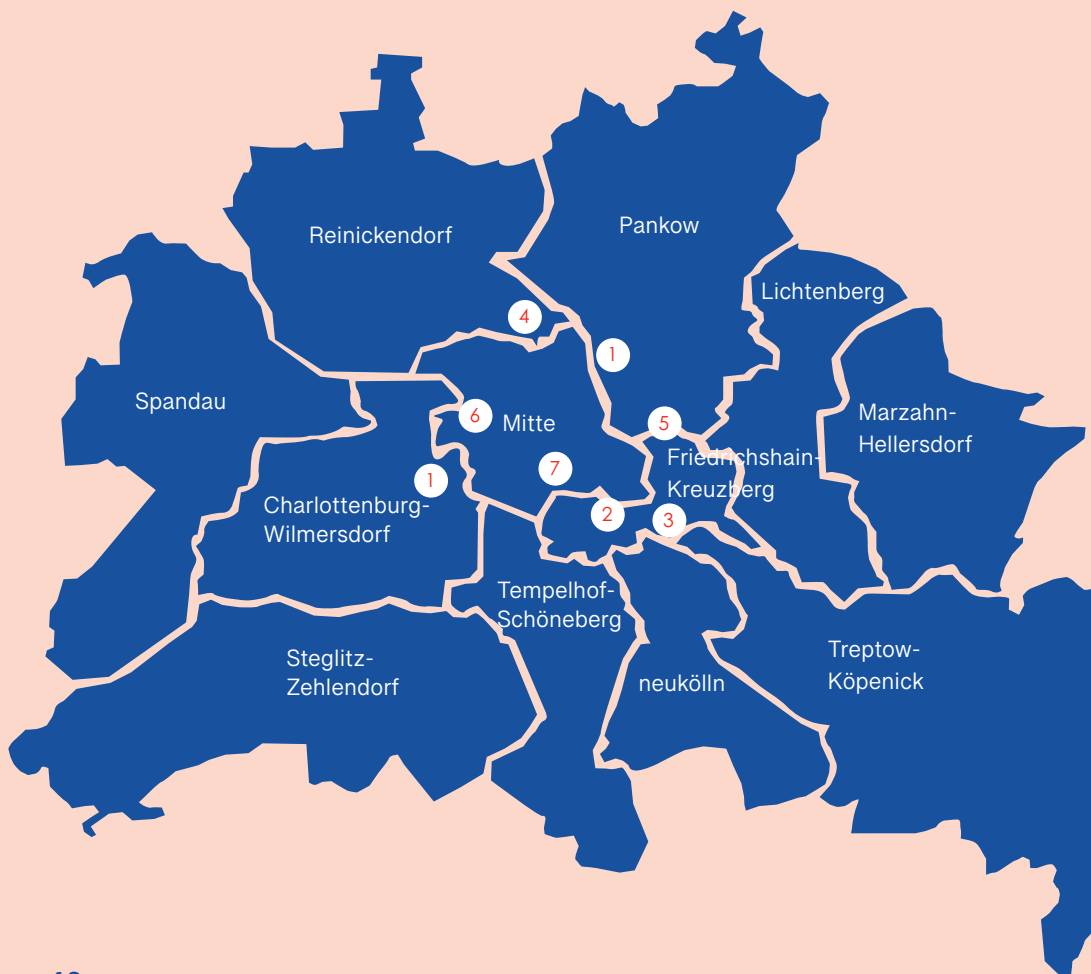 Pankow
Reinickendorf
Lichtenberg
4
1
Spandau
6
Mitte
5
Marzahn-
Hellersdorf
Friedrichshain-
Kreuzberg
7
1
Charlottenburg-
Wilmersdorf
2
3
Tempelhof-
Schöneberg
Steglitz-
Zehlendorf
neukölln
Treptow-
Köpenick